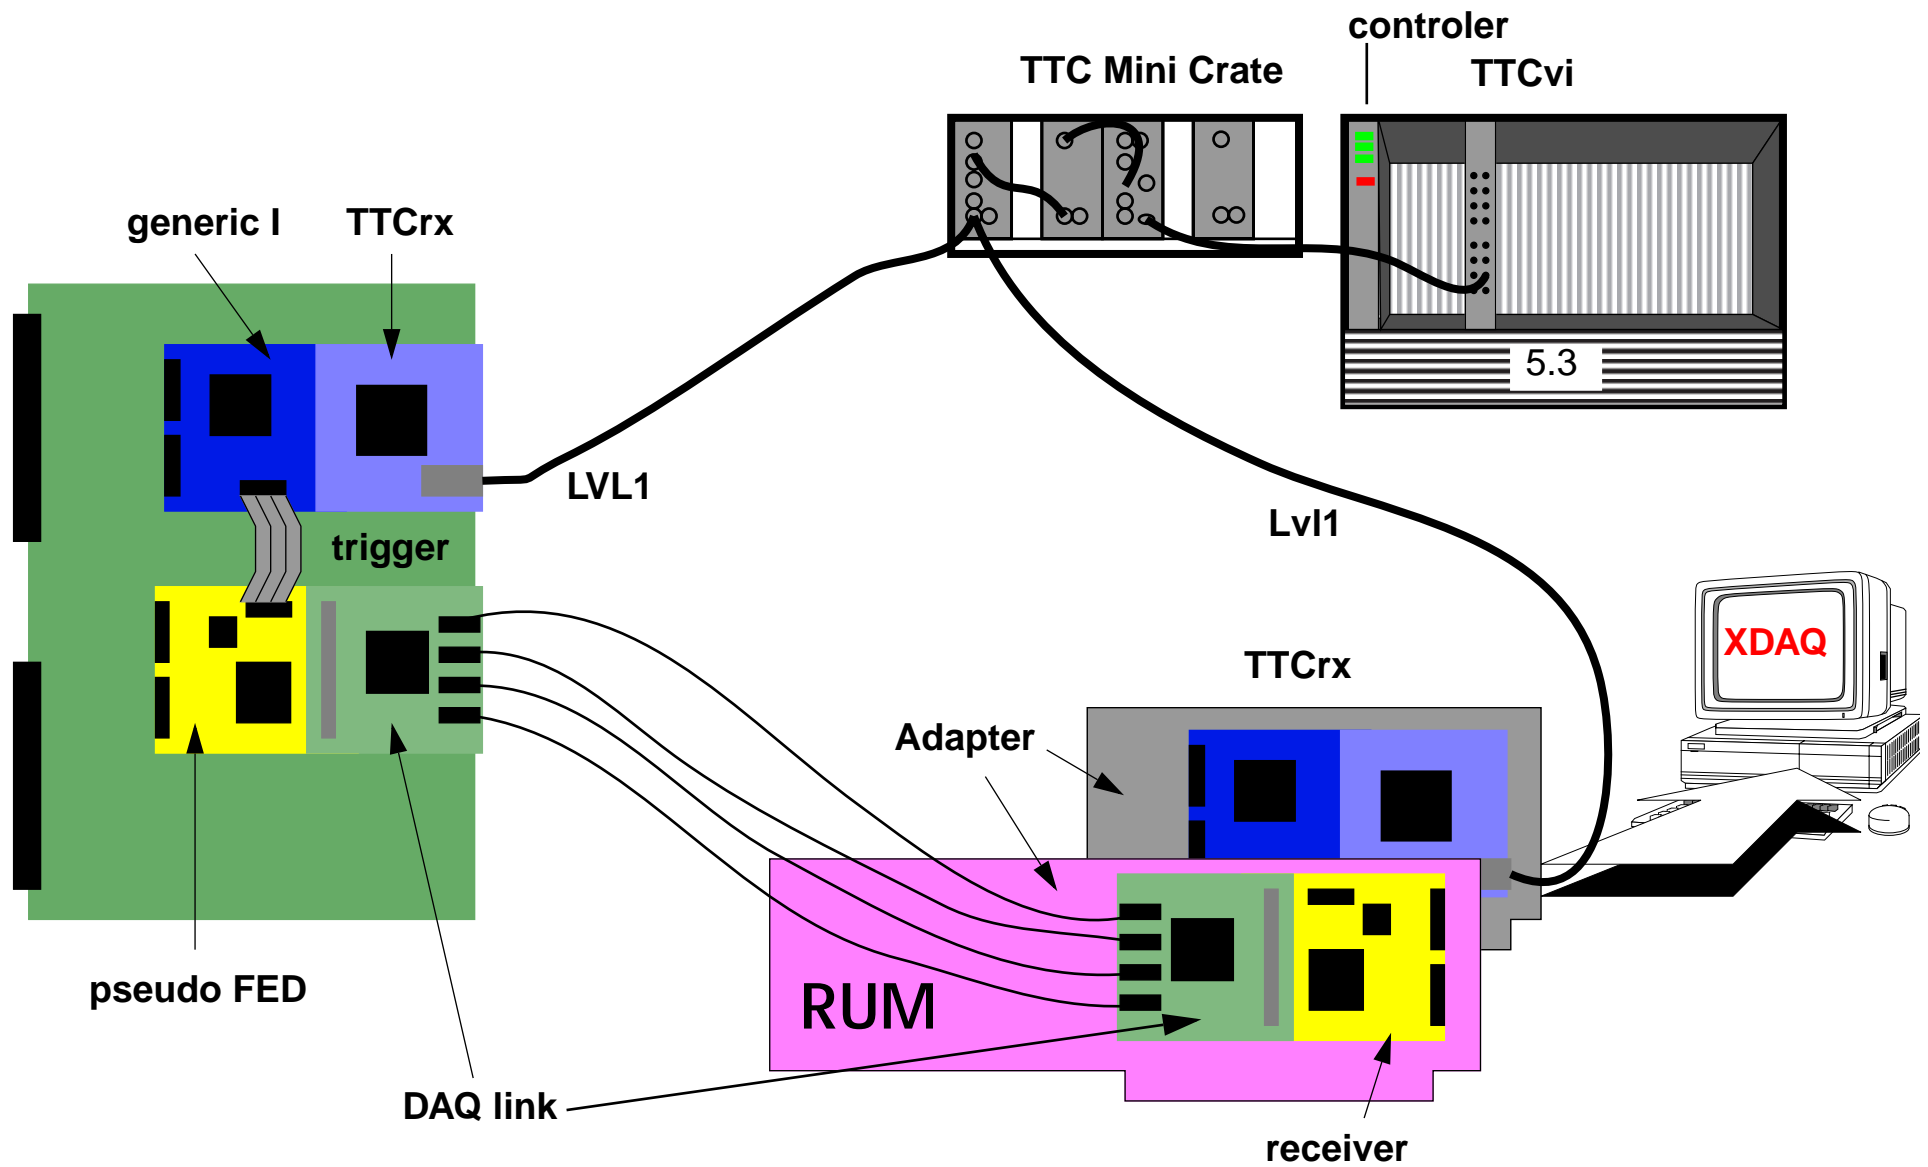 controler
TTC Mini Crate
TTCvi
generic I
TTCrx
5.3
LVL1
Lvl1
trigger
XDAQ
TTCrx
Adapter
pseudo FED
RUM
DAQ link
receiver